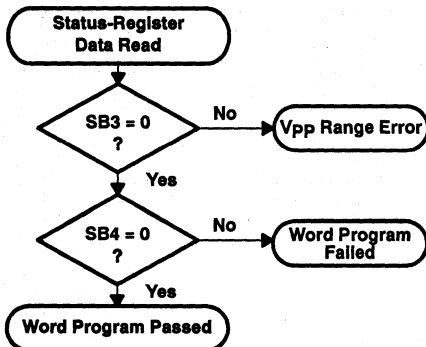 Status-Register
Data Read
SB3 = 0
?
No
VPP Range Error
Yes
SB4 = 0
?
No
Word Program
Failed
Yes
Word Program Passed